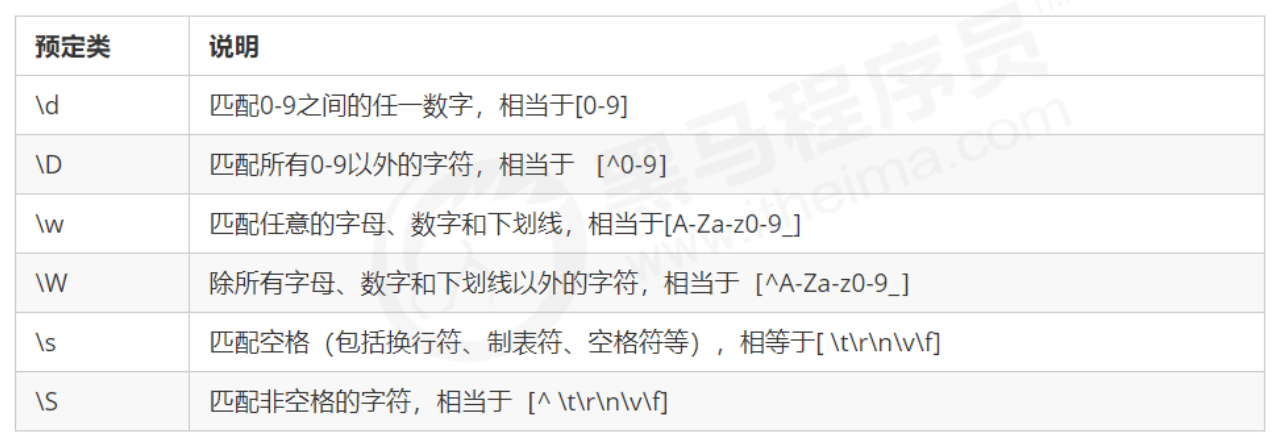 预定类 说明
\d 匹配0-9之间的任一数字，相当于[0-9]
\D 匹配所有0-9以外的字符，相当于 [^0-9]
\w 匹配任意的字母、数字和下划线，相当于[A-Za-z0-9_]
\W 除所有字母、数字和下划线以外的字符，相当于 [^A-Za-z0-9_]
\s 匹配空格（包括换行符、制表符、空格符等），相等于[ \t\r\n\v\f]
\S 匹配非空格的字符，相当于 [^ \t\r\n\v\f]
黑马程序员TM
www.itheima.com